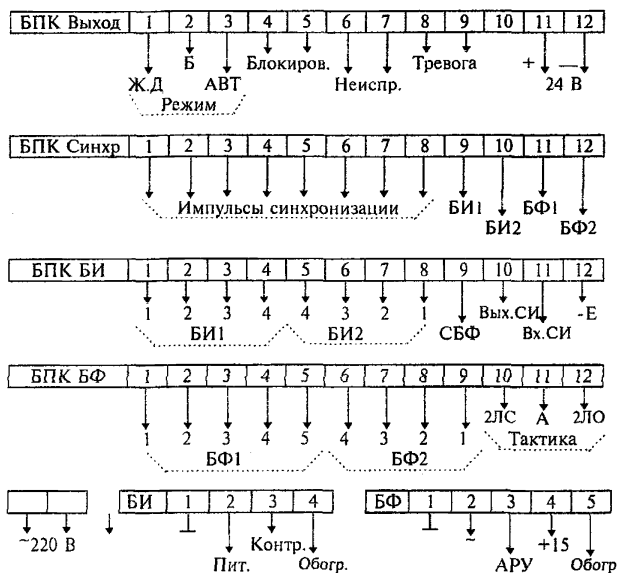 БПК Выход 1 2 3 4 5 6 7 8 9 10 11 12
Б Блокиров. Тревога + —
Ж.Д АВТ Неиспр. 24 В
Режим
БПК Синхр 1 2 3 4 5 6 7 8 9 10 11 12
Импульсы синхронизации БИ1 БФ1
БИ2 БФ2
БПК БИ 1 2 3 4 5 6 7 8 9 10 11 12
1 2 3 4 4 3 2 1 Вых.СИ -Е
БИ1 БИ2 СБФ Вх.СИ
БПК БФ 1 2 3 4 5 6 7 8 9 10 11 12
2ЛС А 2ЛО
1 2 3 4 5 4 3 2 1 Тактика
БФ1 БФ2
БИ 1 2 3 4 БФ 1 2 3 4 5
~220 В Контр. ~ +15
Пит. Обогр. АРУ Обогр